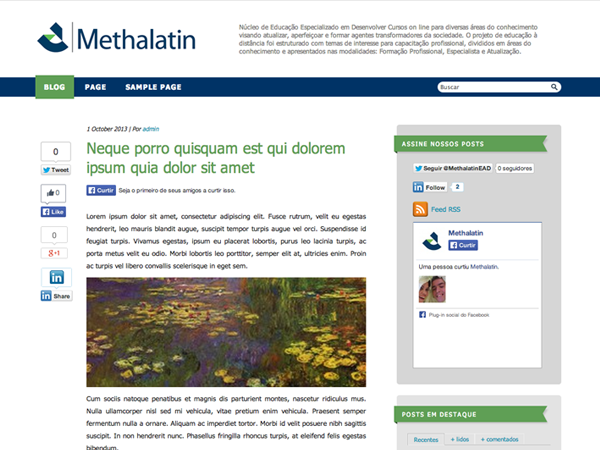 Methalatin
Núcleo de Educação Especializado em Desenvolver Cursos on line para diversas áreas do conhecimento
visando atualizar, aperfeiçoar e formar agentes transformadores da sociedade. O projeto de educação à
distância foi estruturado com temas de interesse para capacitação profissional, divididos em áreas do
conhecimento e apresentados nas modalidades: Formação Profissional, Especialista e Atualização.
BLOG PAGE SAMPLE PAGE Buscar
1 October 2013 | Por admin
Neque porro quisquam est qui dolorem
ipsum quia dolor sit amet
Curtir Seja o primeiro de seus amigos a curtir isso.
0
Tweet
0
Like
0
g+1
in
in Share
Lorem ipsum dolor sit amet, consectetur adipiscing elit. Fusce rutrum, velit eu egestas
hendrerit, leo mauris blandit augue, suscipit tempor turpis augue vel orci. Suspendisse id
feugiat turpis. Vivamus egestas, ipsum eu placerat lobortis, purus leo lacinia turpis, ac
porta metus velit eu odio. Morbi lobortis leo porttitor, semper elit at, ultricies enim. Proin
ac turpis vel libero convallis scelerisque in eget sem.
Cum sociis natoque penatibus et magnis dis parturient montes, nascetur ridiculus mus.
Nulla ullamcorper nisl sed mi vehicula, vitae pretium enim vehicula. Praesent semper
fermentum nulla a ornare. Aliquam ac imperdiet tortor. Morbi id velit posuere nibh sagittis
suscipit. In non hendrerit nunc. Phasellus fringilla rhoncus turpis, at eleifend felis egestas
bibendum.
ASSINE NOSSOS POSTS
Seguir @MethalatinEAD 0 seguidores
in Follow 2
Feed RSS
Methalatin
Curtir
Uma pessoa curtiu Methalatin.
Plug-in social do Facebook
POSTS EM DESTAQUE
Recentes + lidos + comentados